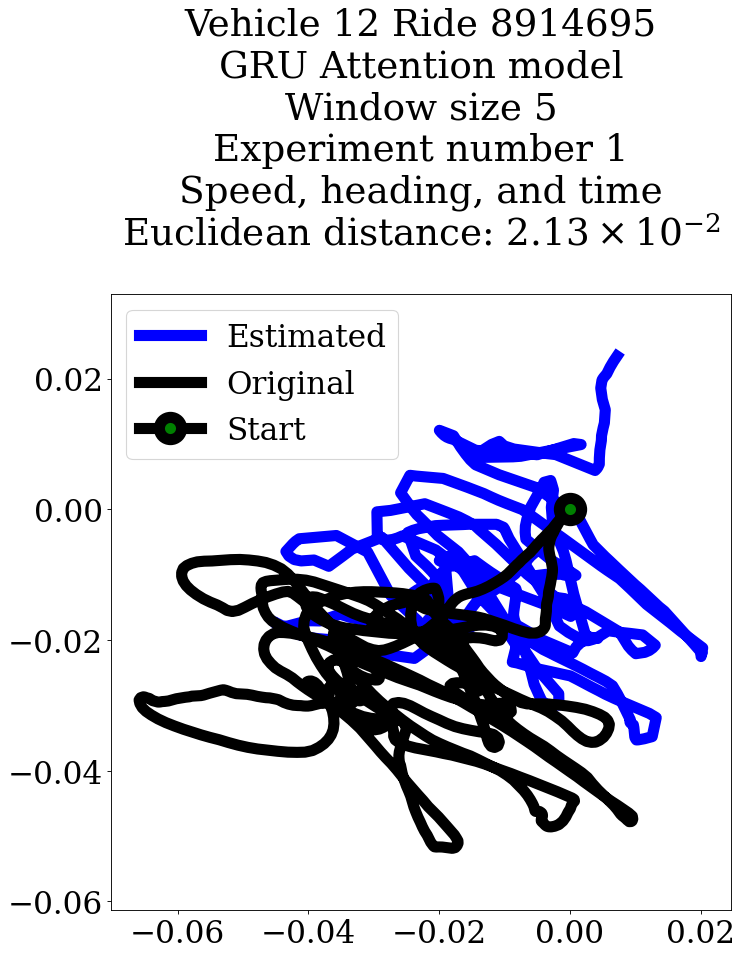 Vehicle 12 Ride 8914695
GRU Attention model
Window size 5
Experiment number 1
Speed, heading, and time
Euclidean distance: 2.13 × 10⁻²
Estimated
Original
Start
0.02
0.00
−0.02
−0.04
−0.06
−0.06 −0.04 −0.02 0.00 0.02